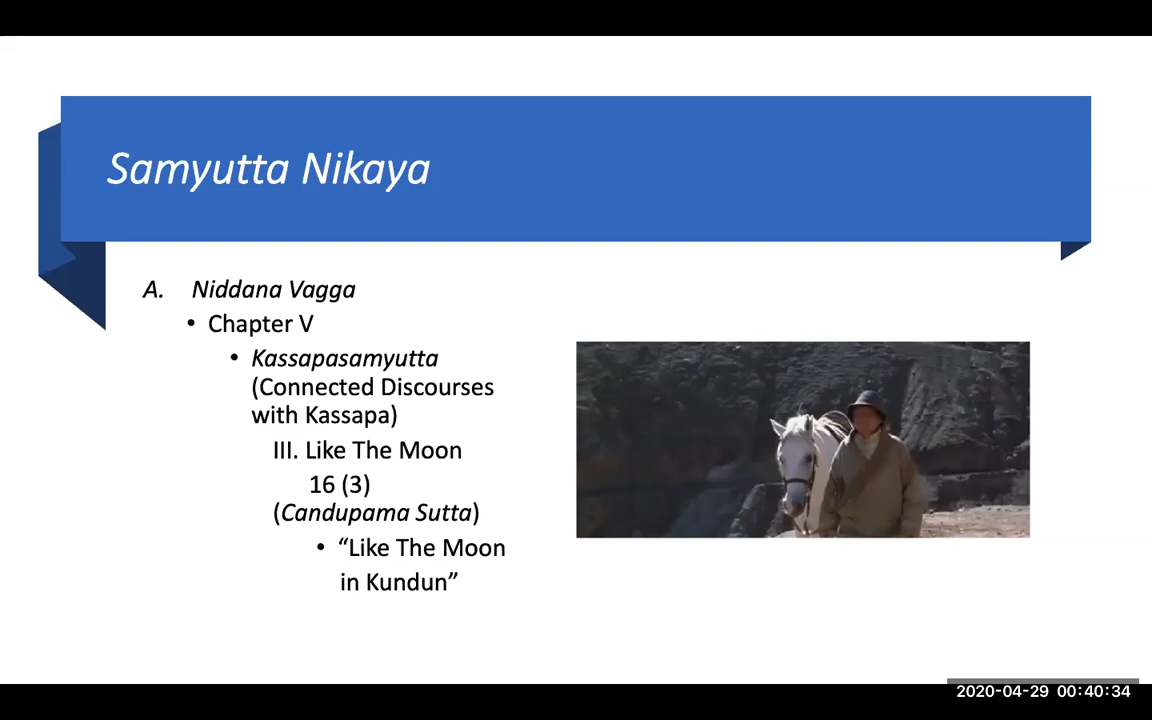 Samyutta Nikaya
A. Niddana Vagga
• Chapter V
• Kassapasamyutta
(Connected Discourses
with Kassapa)
III. Like The Moon
16 (3)
(Candupama Sutta)
• “Like The Moon
in Kundun”
2020-04-29 00:40:34